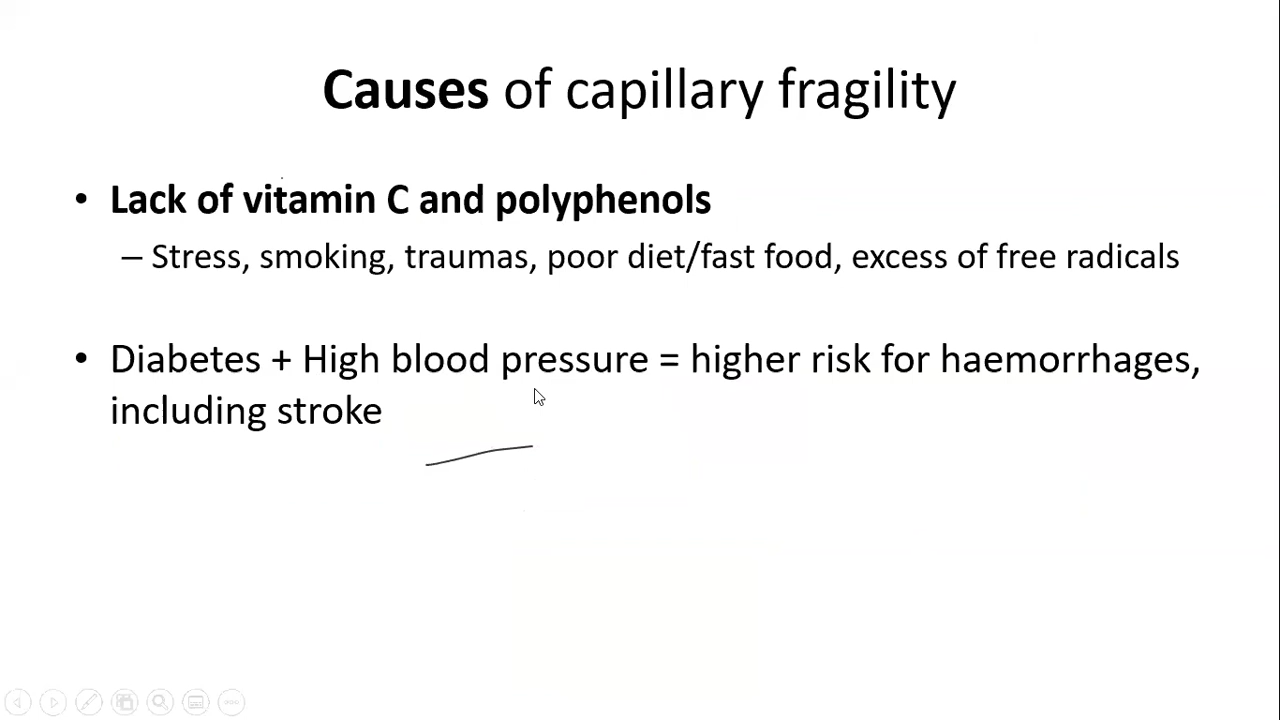 Causes of capillary fragility
• Lack of vitamin C and polyphenols
– Stress, smoking, traumas, poor diet/fast food, excess of free radicals
• Diabetes + High blood pressure = higher risk for haemorrhages,
including stroke